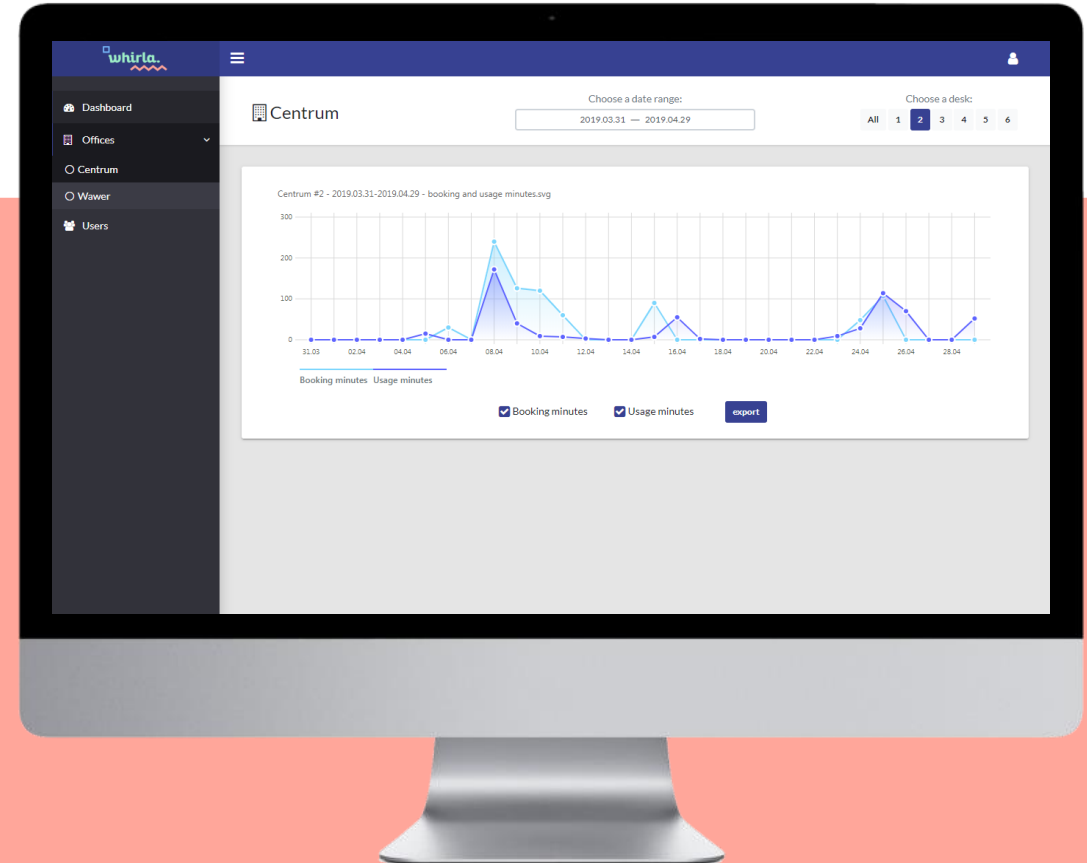 whirla.
Dashboard
Offices
Centrum
Wawer
Users
Centrum
Choose a date range:
2019.03.31 — 2019.04.29
Choose a desk:
All 1 2 3 4 5 6
Centrum #2 - 2019.03.31-2019.04.29 - booking and usage minutes.svg
300
200
100
0
31.03 02.04 04.04 06.04 08.04 10.04 12.04 14.04 16.04 18.04 20.04 22.04 24.04 26.04 28.04
Booking minutes Usage minutes
Booking minutes Usage minutes export